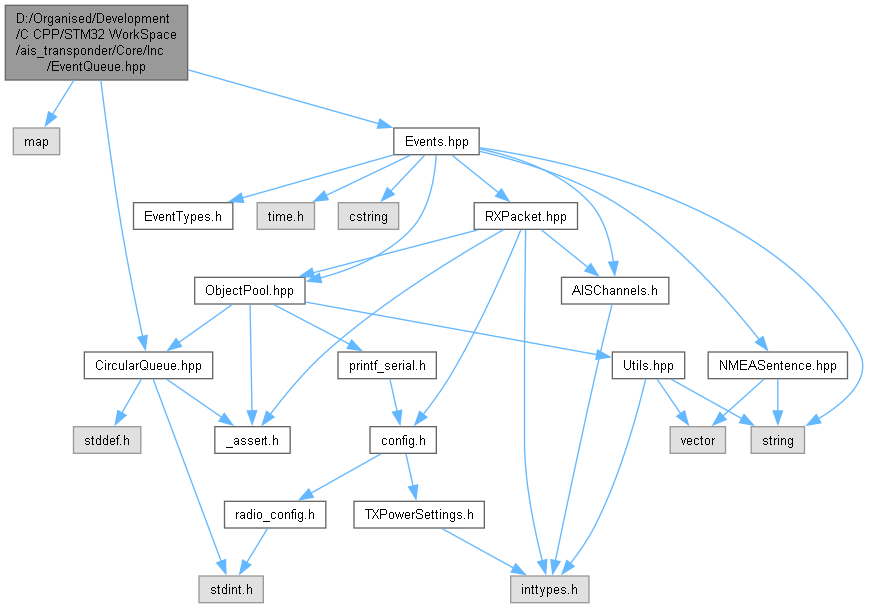 D:/Organised/Development
/C CPP/STM32 WorkSpace
/ais_transponder/Core/Inc
/EventQueue.hpp
map
Events.hpp
EventTypes.h
time.h
cstring
RXPacket.hpp
ObjectPool.hpp
AISChannels.h
CircularQueue.hpp
printf_serial.h
Utils.hpp
NMEASentence.hpp
stddef.h
_assert.h
config.h
vector
string
radio_config.h
TXPowerSettings.h
stdint.h
inttypes.h